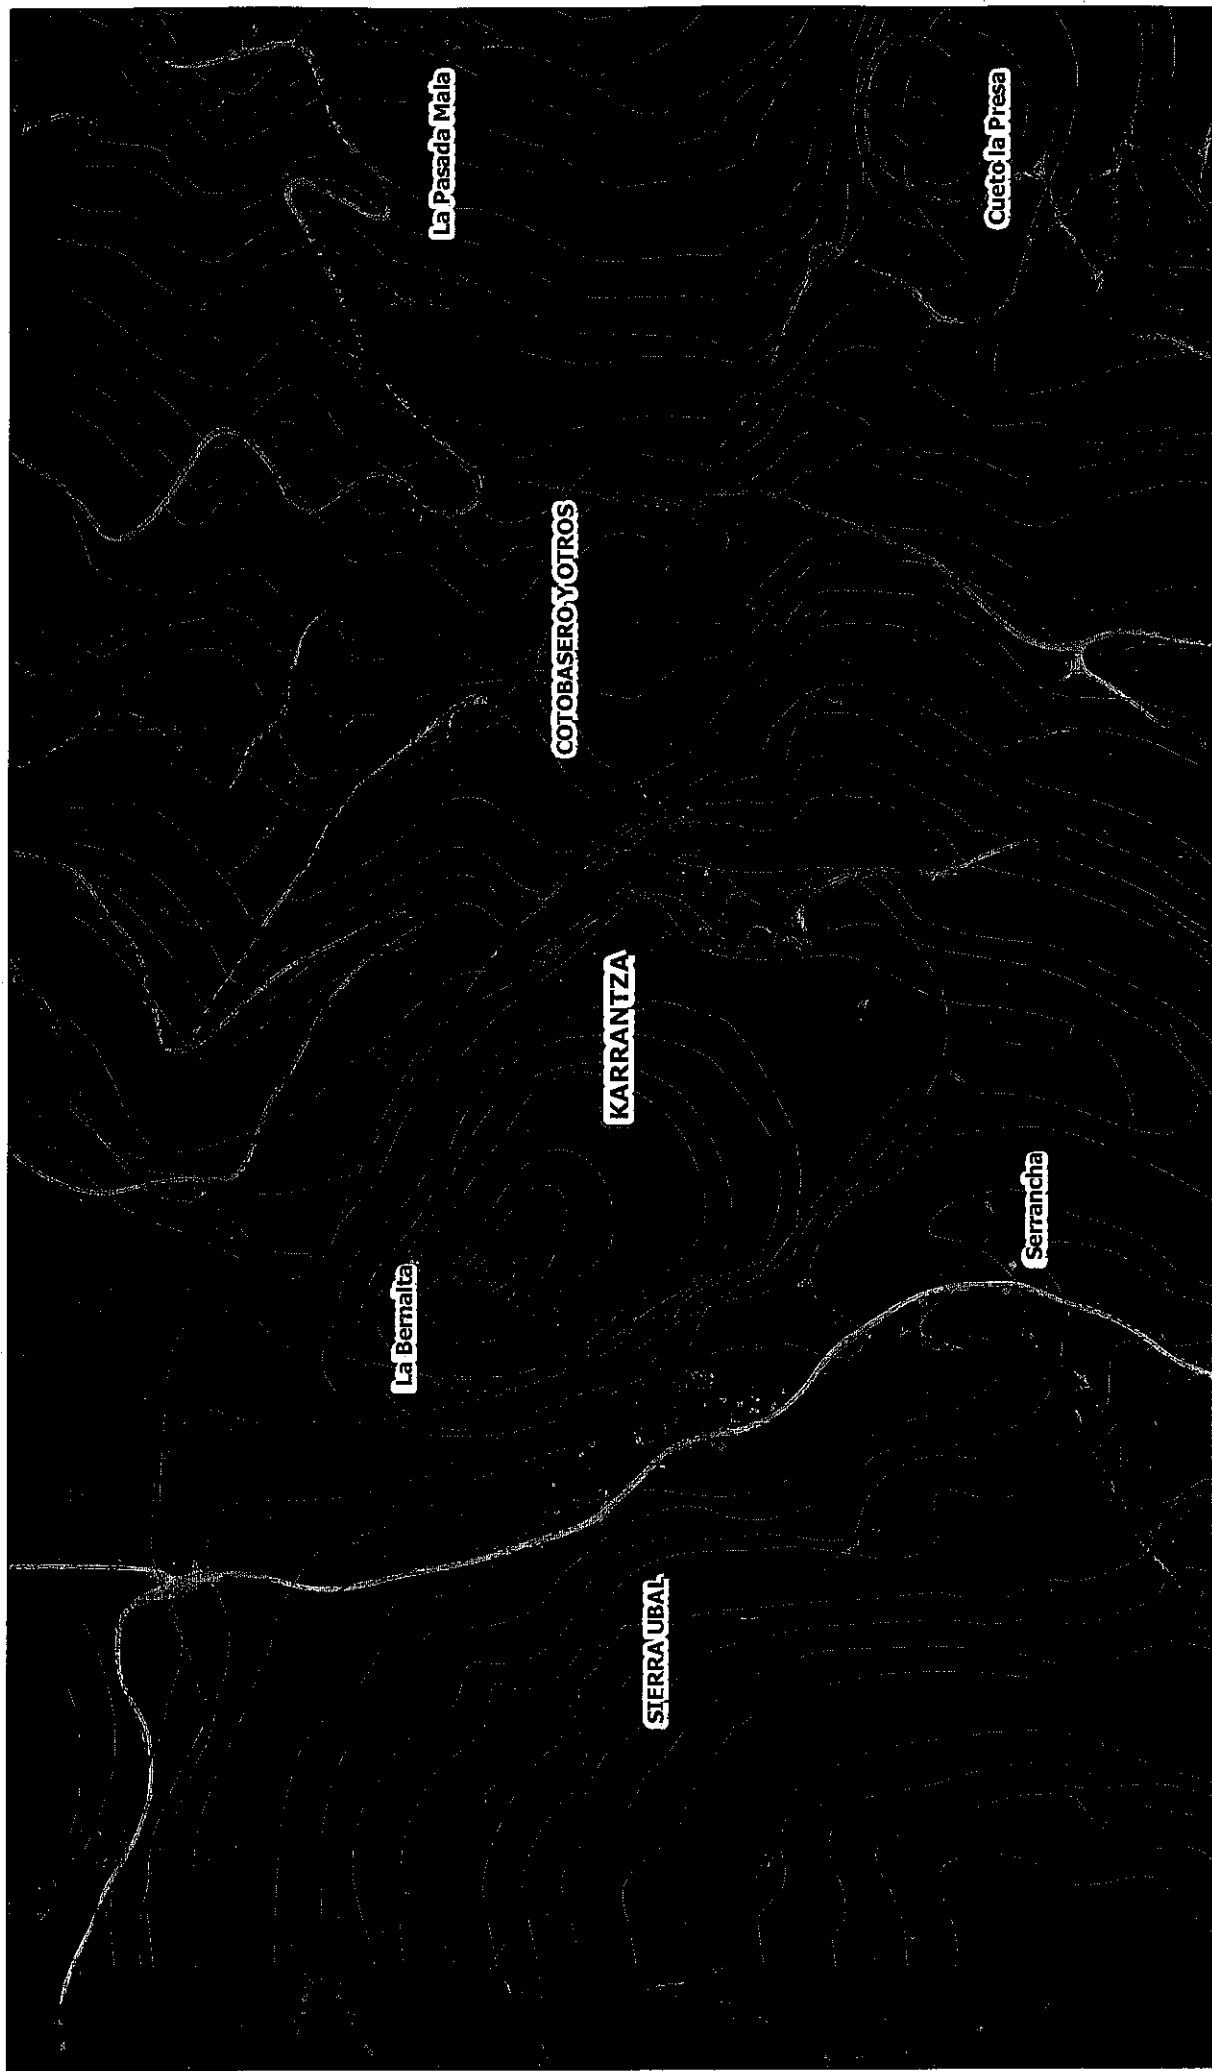 La Bernalta
La Pasada Mala
COTOBASERO Y OTROS
KARRANTZA
SIERRA UBAL
Cueto la Presa
Serrancha